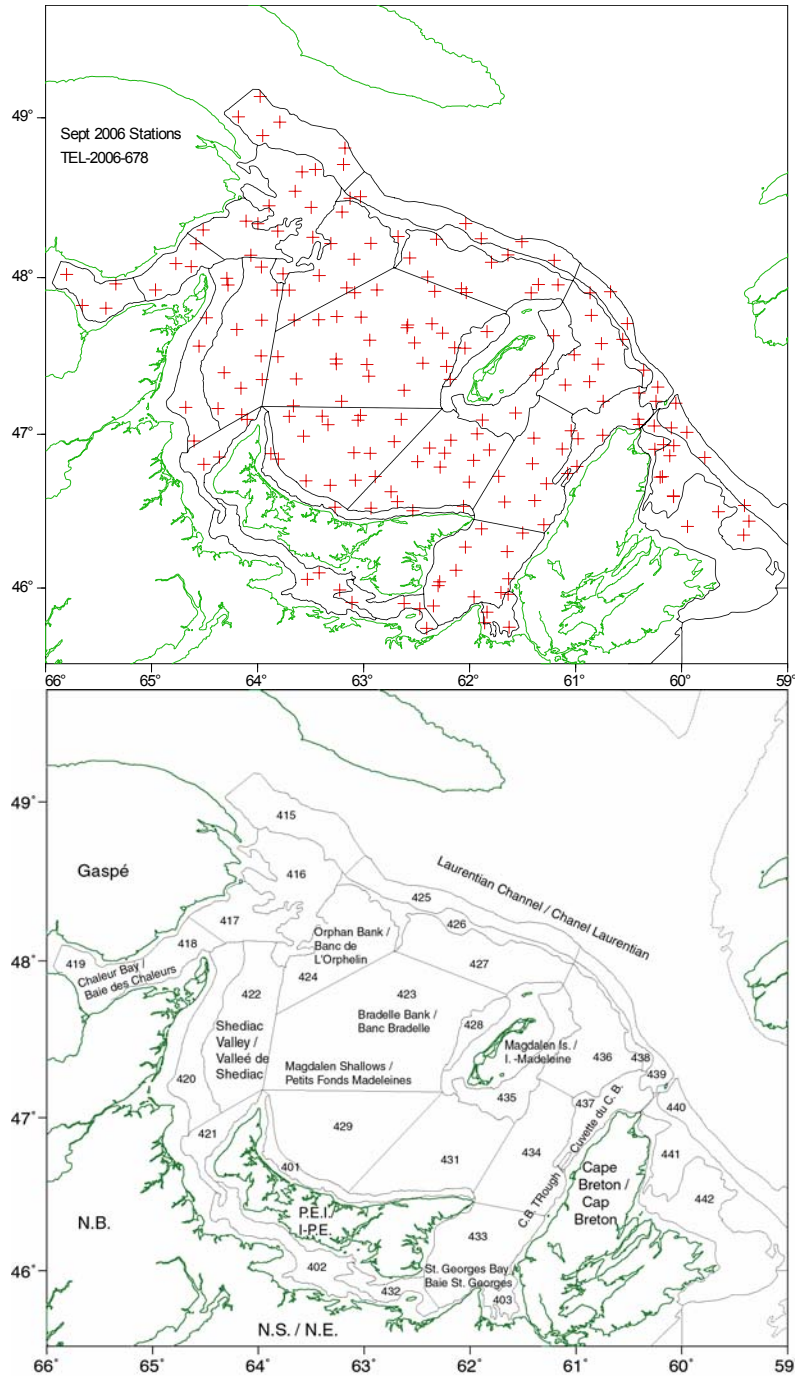 49°
Sept 2006 Stations
TEL-2006-678
48°
47°
46°
66° 65° 64° 63° 62° 61° 60° 59°
49°
415
Laurentian Channel / Chanel Laurentian
Gaspé
416
425
417
426
Orphan Bank /
Banc de
L'Orphelin
418
48°
419
Chaleur Bay /
Baie des Chaleurs
427
424
422
423
Bradelle Bank /
Banc Bradelle
428
Shediac
Valley /
Valleé de
Shediac
Magdalen Is. /
I. -Madeleine
436
438
439
Magdalen Shallows /
Petits Fonds Madeleines
420
435
437
440
47°
421
429
C.B. TRough / Cuvette du C. B.
434
441
431
401
Cape
Breton /
Cap
Breton
442
N.B.
P.E.I./
I-P.E.
433
402
St. Georges Bay /
Baie St. Georges
46°
432
403
N.S. / N.E.
66° 65° 64° 63° 62° 61° 60° 59°